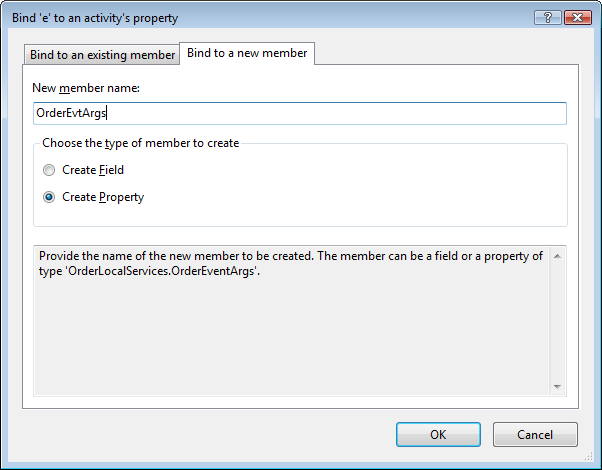 Bind 'e' to an activity's property
Bind to an existing member
Bind to a new member
New member name:
OrderEvtArgs
Choose the type of member to create
Create Field
Create Property
Provide the name of the new member to be created. The member can be a field or a property of
type 'OrderLocalServices.OrderEventArgs'.
OK
Cancel